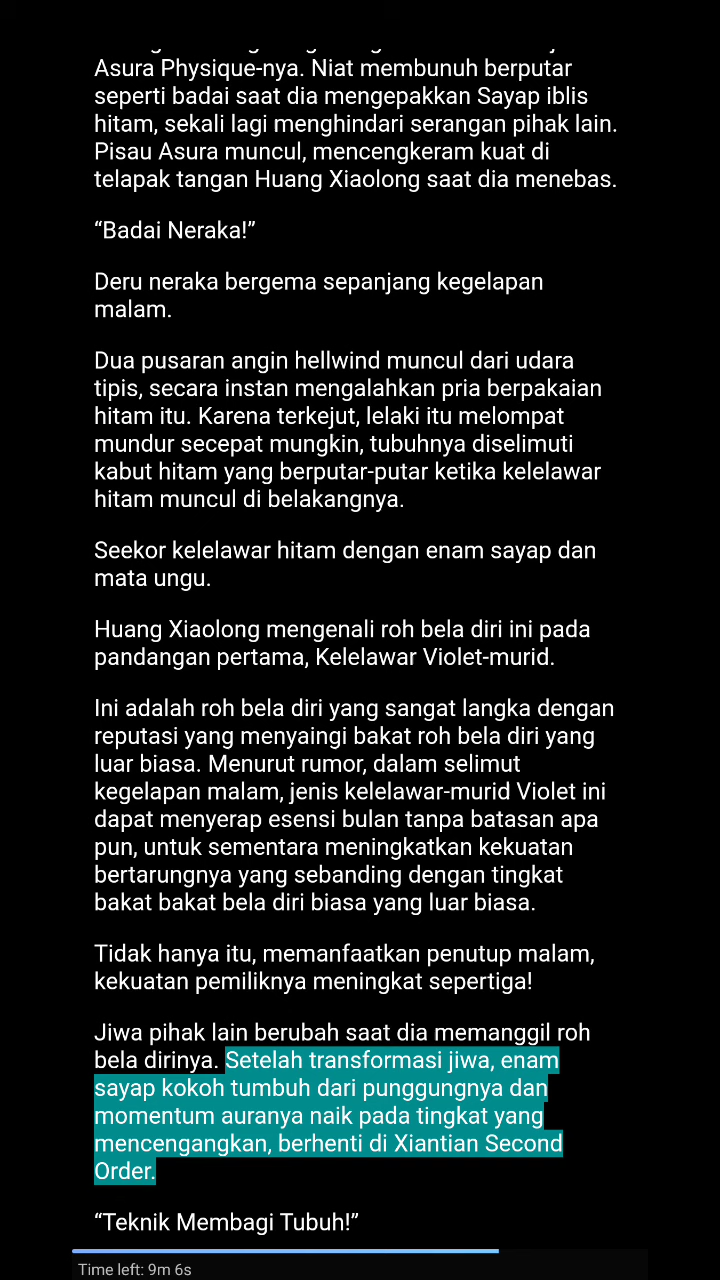 Asura Physique-nya. Niat membunuh berputar
seperti badai saat dia mengepakkan Sayap iblis
hitam, sekali lagi menghindari serangan pihak lain.
Pisau Asura muncul, mencengkeram kuat di
telapak tangan Huang Xiaolong saat dia menebas.
“Badai Neraka!”
Deru neraka bergema sepanjang kegelapan
malam.
Dua pusaran angin hellwind muncul dari udara
tipis, secara instan mengalahkan pria berpakaian
hitam itu. Karena terkejut, lelaki itu melompat
mundur secepat mungkin, tubuhnya diselimuti
kabut hitam yang berputar-putar ketika kelelawar
hitam muncul di belakangnya.
Seekor kelelawar hitam dengan enam sayap dan
mata ungu.
Huang Xiaolong mengenali roh bela diri ini pada
pandangan pertama, Kelelawar Violet-murid.
Ini adalah roh bela diri yang sangat langka dengan
reputasi yang menyaingi bakat roh bela diri yang
luar biasa. Menurut rumor, dalam selimut
kegelapan malam, jenis kelelawar-murid Violet ini
dapat menyerap esensi bulan tanpa batasan apa
pun, untuk sementara meningkatkan kekuatan
bertarungnya yang sebanding dengan tingkat
bakat bakat bela diri biasa yang luar biasa.
Tidak hanya itu, memanfaatkan penutup malam,
kekuatan pemiliknya meningkat sepertiga!
Jiwa pihak lain berubah saat dia memanggil roh
bela dirinya. Setelah transformasi jiwa, enam
sayap kokoh tumbuh dari punggungnya dan
momentum auranya naik pada tingkat yang
mencengangkan, berhenti di Xiantian Second
Order.
“Teknik Membagi Tubuh!”
Time left: 9m 6s